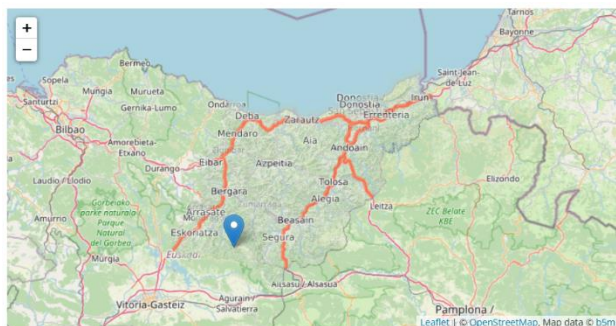 +
−
Tarnos
Bayonne
Saint-Jean-
de-Luz
Bermeo
Sopela
Mungia
Santurtzi
Gernika-Lumo
Deba
Zarautz
Donostia
Errenteria
Irun
Bilbao
Mendaro
Aia
Andoain
Amorebieta-
Etxano
Durango
Eibar
Azpeitia
Elizondo
Laudio / Llodio
Bergara
Tolosa
Alegia
Leitza
Amurrio
Gorbeiako
parke naturala
Parque
Natural
del Gorbea
Arrasate
Beasain
ZEC Belate
KBE
Eskoriatza
Segura
Murgia
Vitoria-Gasteiz
Agurain /
Salvatierra
Altsasu / Alsasua
Pamplona /
Leaflet | © OpenStreetMap, Map data © b5m